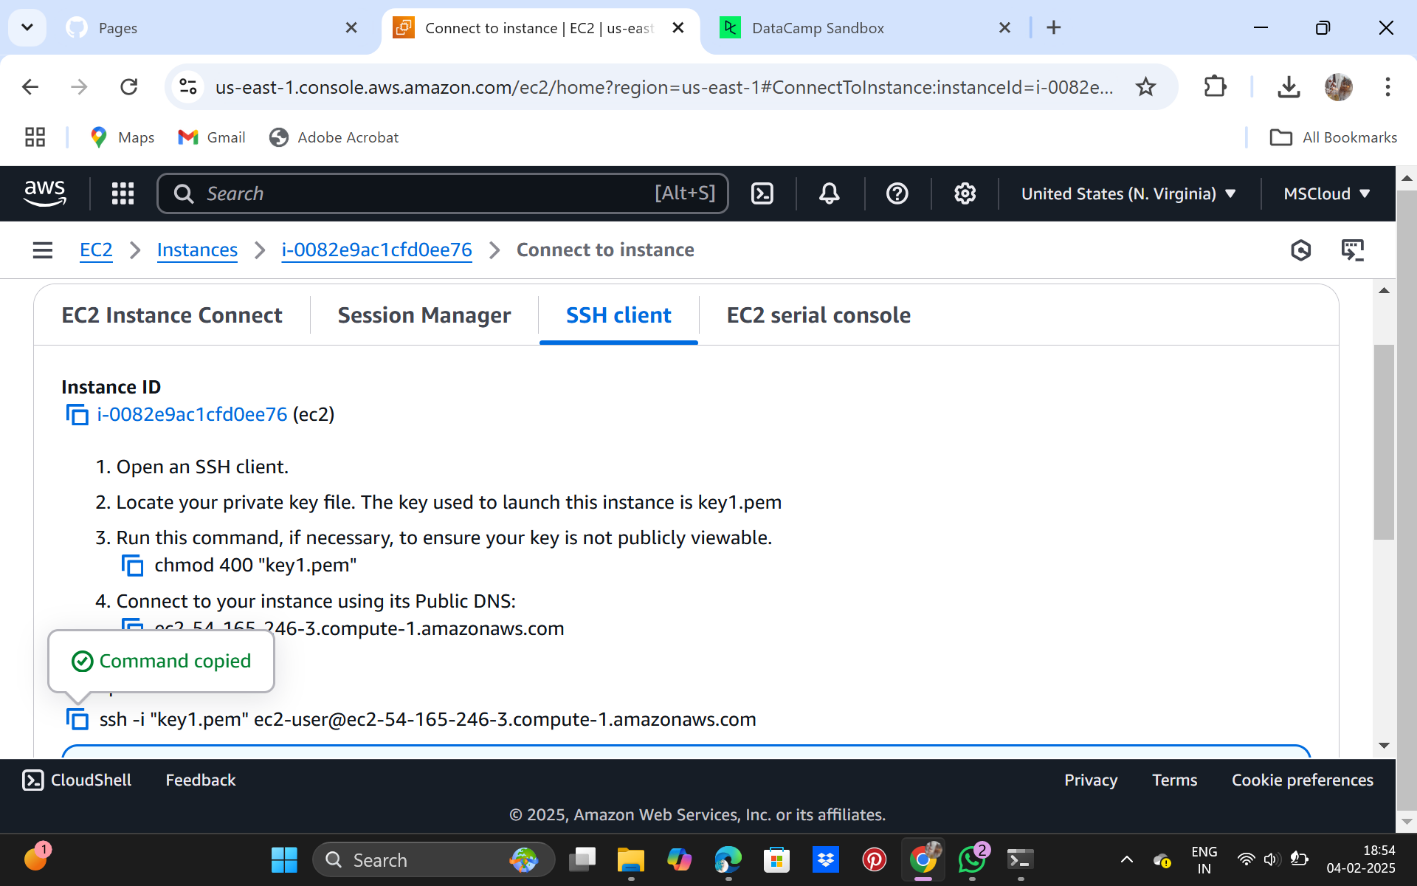 Pages
Connect to instance | EC2 | us-east
DataCamp Sandbox
us-east-1.console.aws.amazon.com/ec2/home?region=us-east-1#ConnectToInstance:instanceId=i-0082e...
Maps
Gmail
Adobe Acrobat
All Bookmarks
aws
Search
[Alt+S]
United States (N. Virginia)
MSCloud
EC2
Instances
i-0082e9ac1cfd0ee76
Connect to instance
EC2 Instance Connect
Session Manager
SSH client
EC2 serial console
Instance ID
i-0082e9ac1cfd0ee76 (ec2)
1. Open an SSH client.
2. Locate your private key file. The key used to launch this instance is key1.pem
3. Run this command, if necessary, to ensure your key is not publicly viewable.
chmod 400 "key1.pem"
4. Connect to your instance using its Public DNS:
ec2-54-165-246-3.compute-1.amazonaws.com
Command copied
ssh -i "key1.pem" ec2-user@ec2-54-165-246-3.compute-1.amazonaws.com
CloudShell
Feedback
Privacy
Terms
Cookie preferences
© 2025, Amazon Web Services, Inc. or its affiliates.
1
Search
2
ENG
IN
18:54
04-02-2025